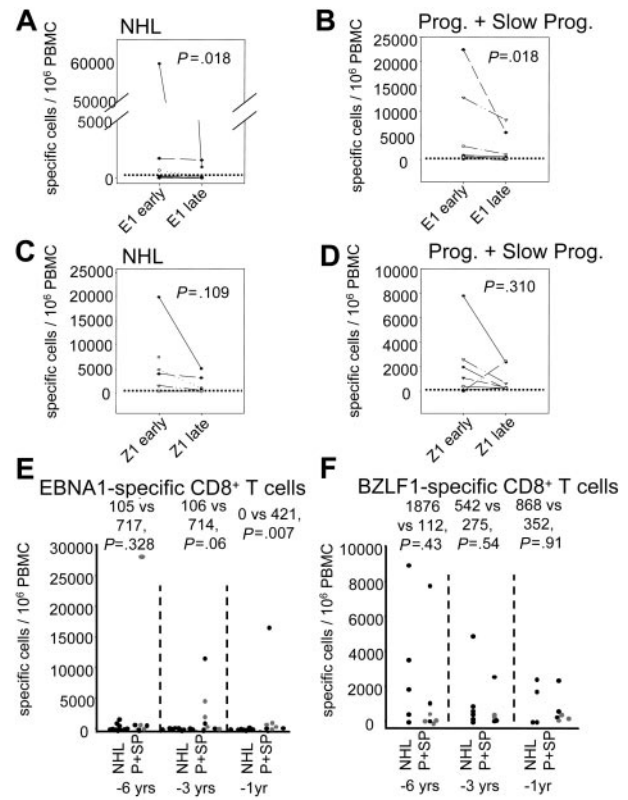 A
NHL
specific cells / 10⁶ PBMC
60000
50000
5000
0
P=.018
E1 early
E1 late
B
Prog. + Slow Prog.
specific cells / 10⁶ PBMC
25000
20000
15000
10000
5000
0
P=.018
E1 early
E1 late
C
NHL
specific cells / 10⁶ PBMC
25000
20000
15000
10000
5000
0
P=.109
Z1 early
Z1 late
D
Prog. + Slow Prog.
specific cells / 10⁶ PBMC
10000
8000
6000
4000
2000
0
P=.310
Z1 early
Z1 late
E
EBNA1-specific CD8⁺ T cells
105 vs
717,
P=.328
106 vs
714,
P=.06
0 vs 421,
P=.007
specific cells / 10⁶ PBMC
30000
25000
20000
15000
10000
5000
0
NHL
P+SP
NHL
P+SP
NHL
P+SP
-6 yrs
-3 yrs
-1yr
F
BZLF1-specific CD8⁺ T cells
1876
vs 112,
P=.43
542 vs
275,
P=.54
868 vs
352,
P=.91
specific cells / 10⁶ PBMC
10000
8000
6000
4000
2000
0
NHL
P+SP
NHL
P+SP
NHL
P+SP
-6 yrs
-3 yrs
-1yr